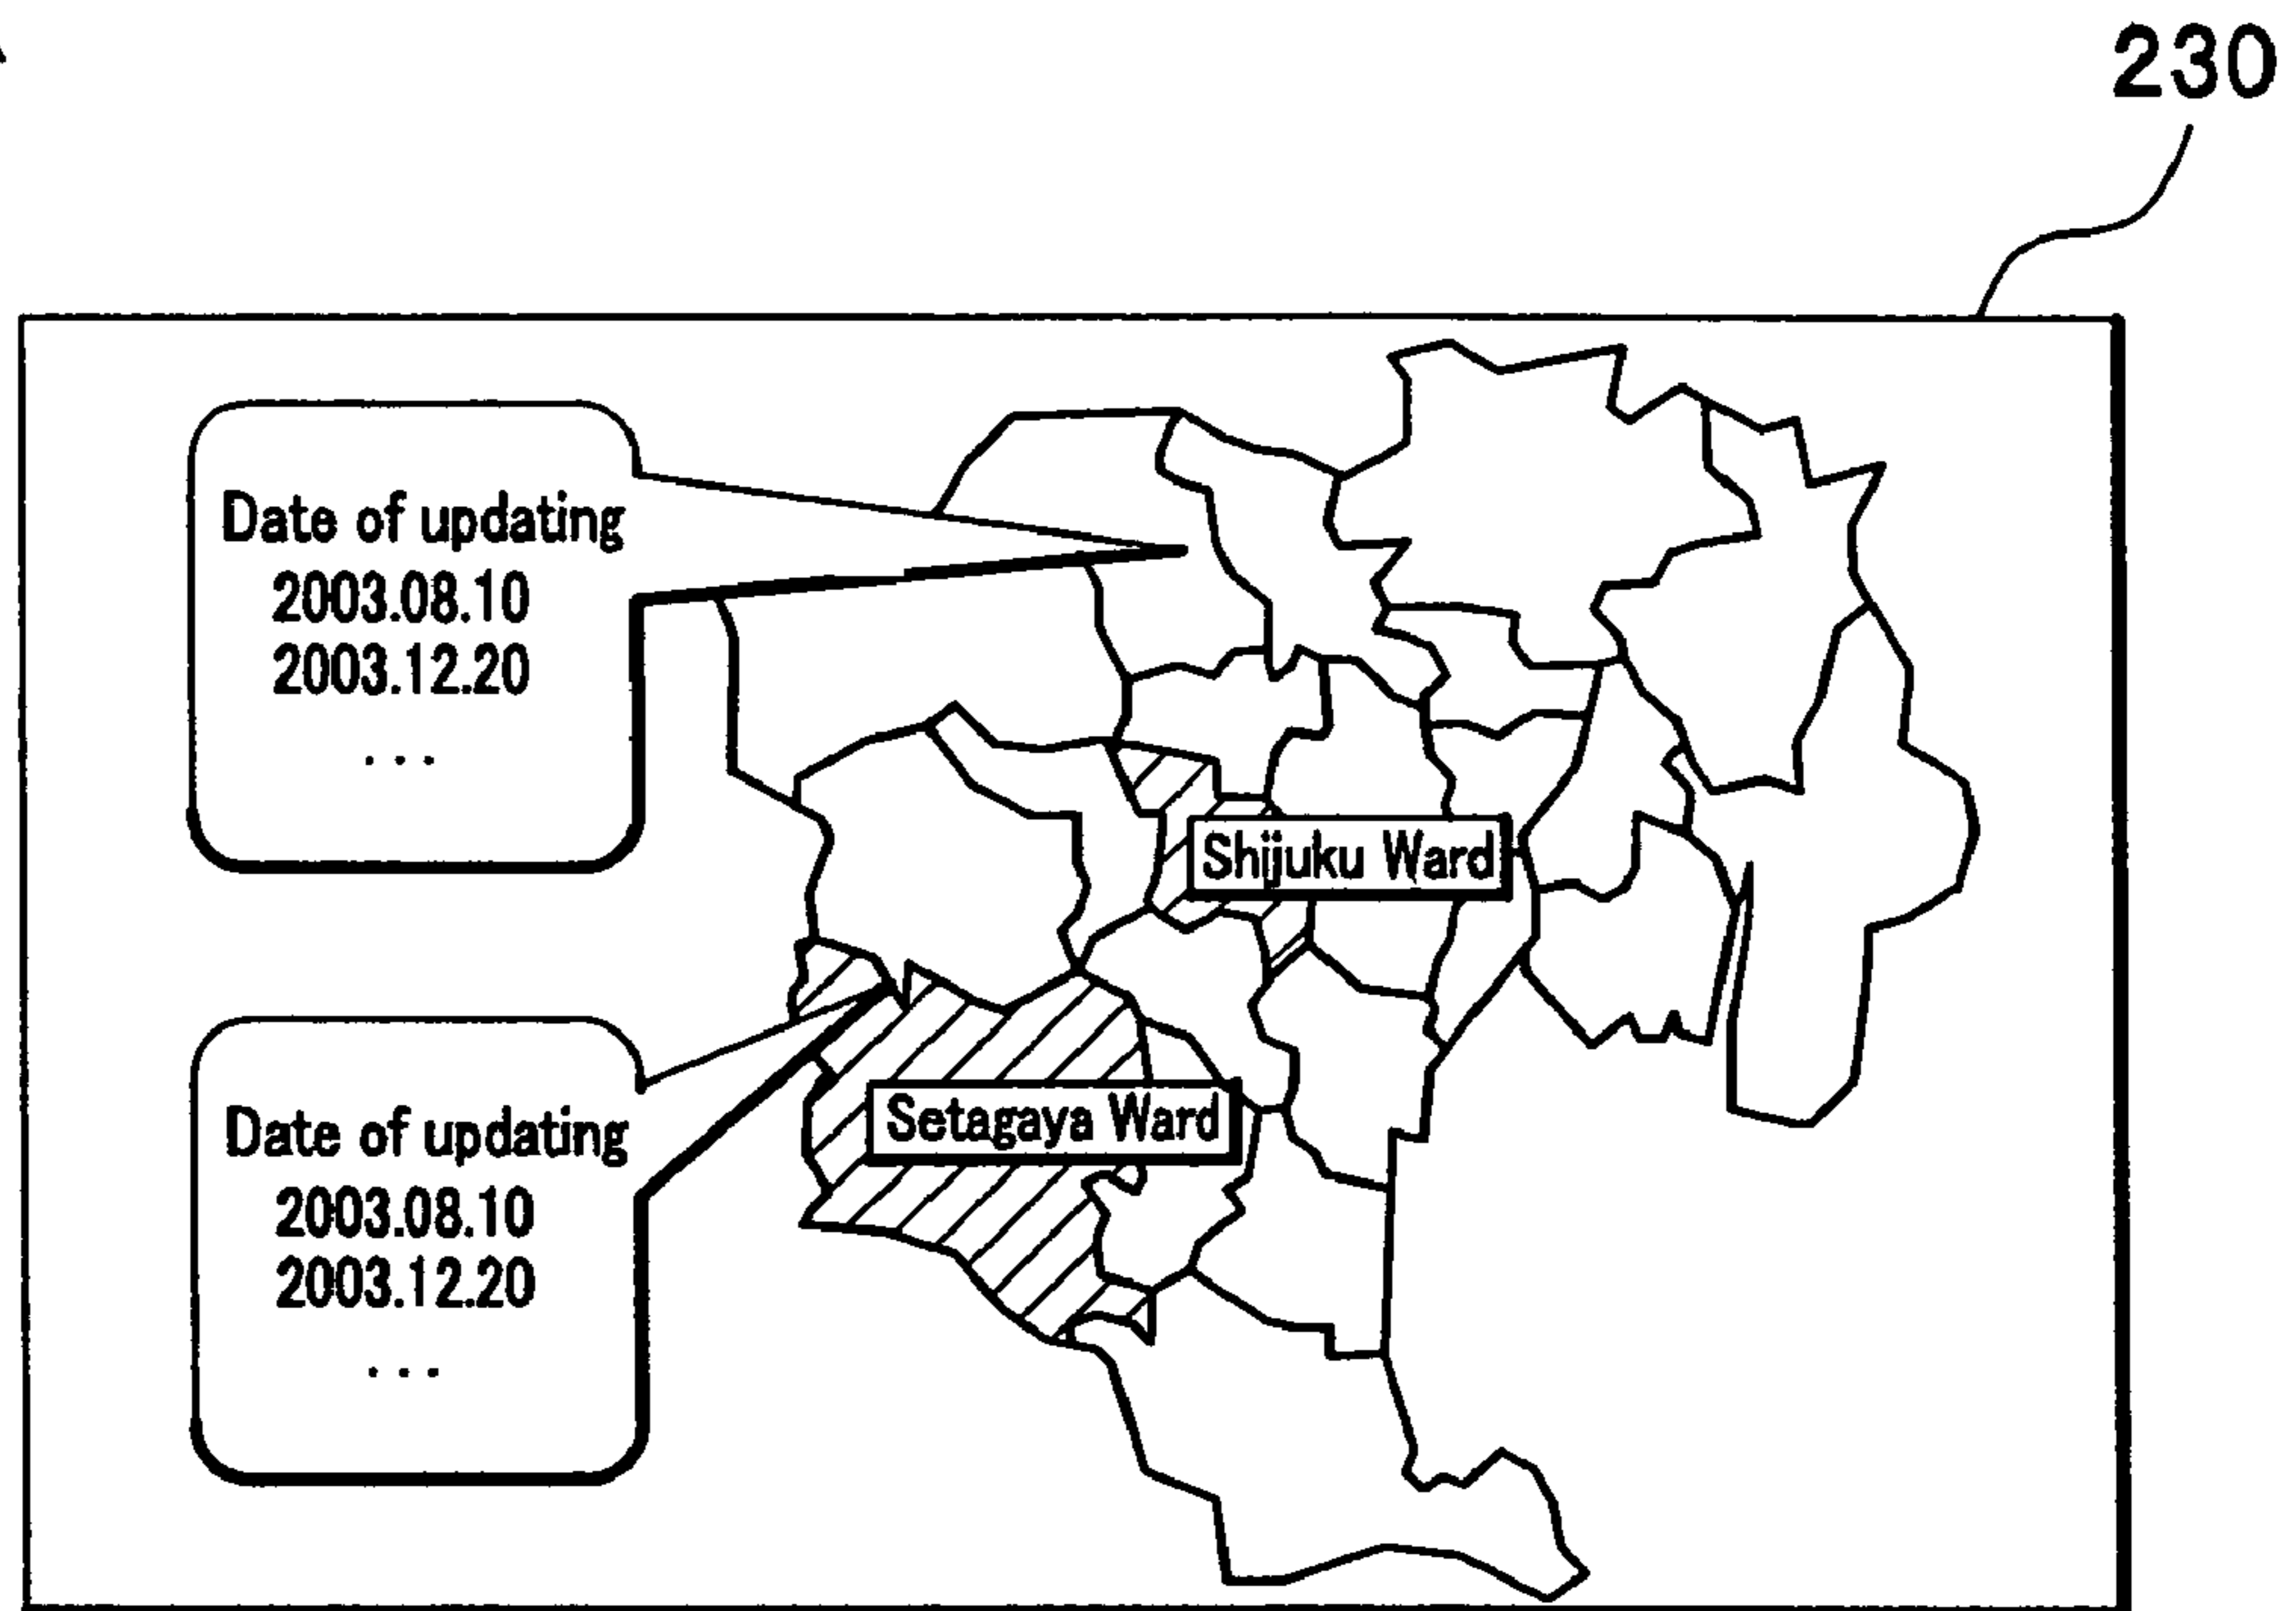 230
Date of updating
2003.08.10
2003.12.20
...
Shijuku Ward
Setagaya Ward
Date of updating
2003.08.10
2003.12.20
...